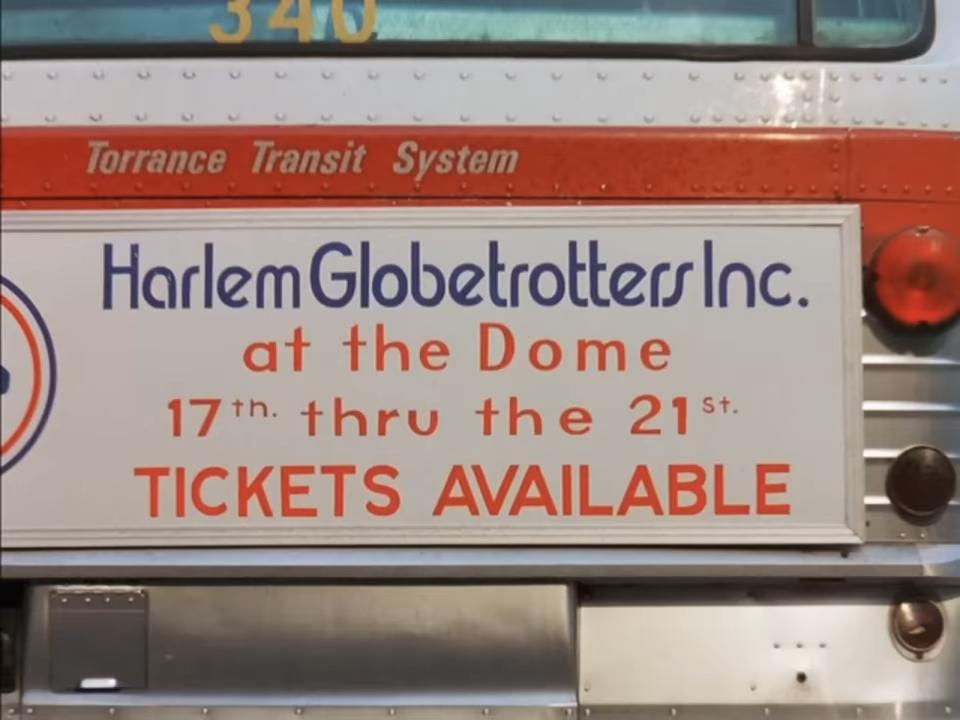 340
Torrance Transit System
Harlem Globetrotters Inc.
at the Dome
17th. thru the 21st.
TICKETS AVAILABLE